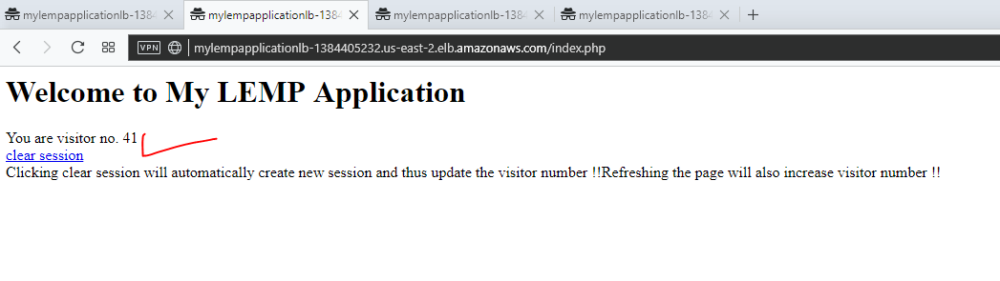 mylempapplicationlb-1384 mylempapplicationlb-1384 mylempapplicationlb-1384 mylempapplicationlb-1384
VPN mylempapplicationlb-1384405232.us-east-2.elb.amazonaws.com/index.php
Welcome to My LEMP Application
You are visitor no. 41
clear session
Clicking clear session will automatically create new session and thus update the visitor number !!Refreshing the page will also increase visitor number !!